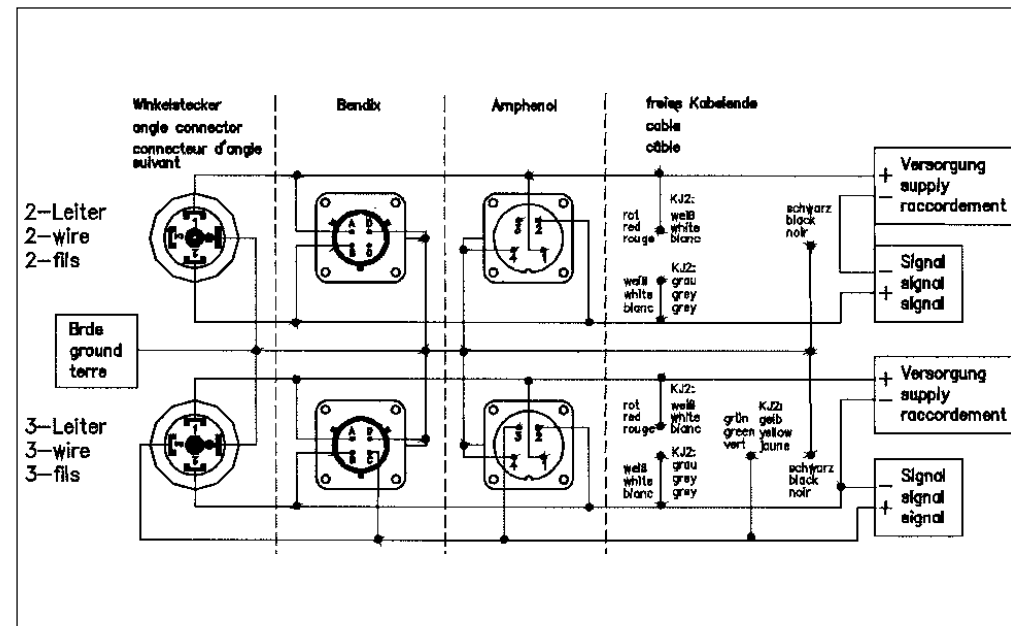 Winkelstecker
angle connector
connecteur d'angle
suivant
Bendix
Amphenol
freies Kabelende
cable
câble
2-Leiter
2-wire
2-fils
rot
red
rouge
KJ2:
weiß
white
blanc
schwarz
black
noir
weiß
white
blanc
KJ2:
grau
grey
grey
+ Versorgung
supply
− raccordement
− Signal
signal
+ signal
Erde
ground
terre
3-Leiter
3-wire
3-fils
rot
red
rouge
KJ2:
weiß
white
blanc
grün
green
vert
KJ2:
gelb
yellow
jaune
weiß
white
blanc
KJ2:
grau
grey
grey
schwarz
black
noir
+ Versorgung
supply
− raccordement
− Signal
signal
+ signal